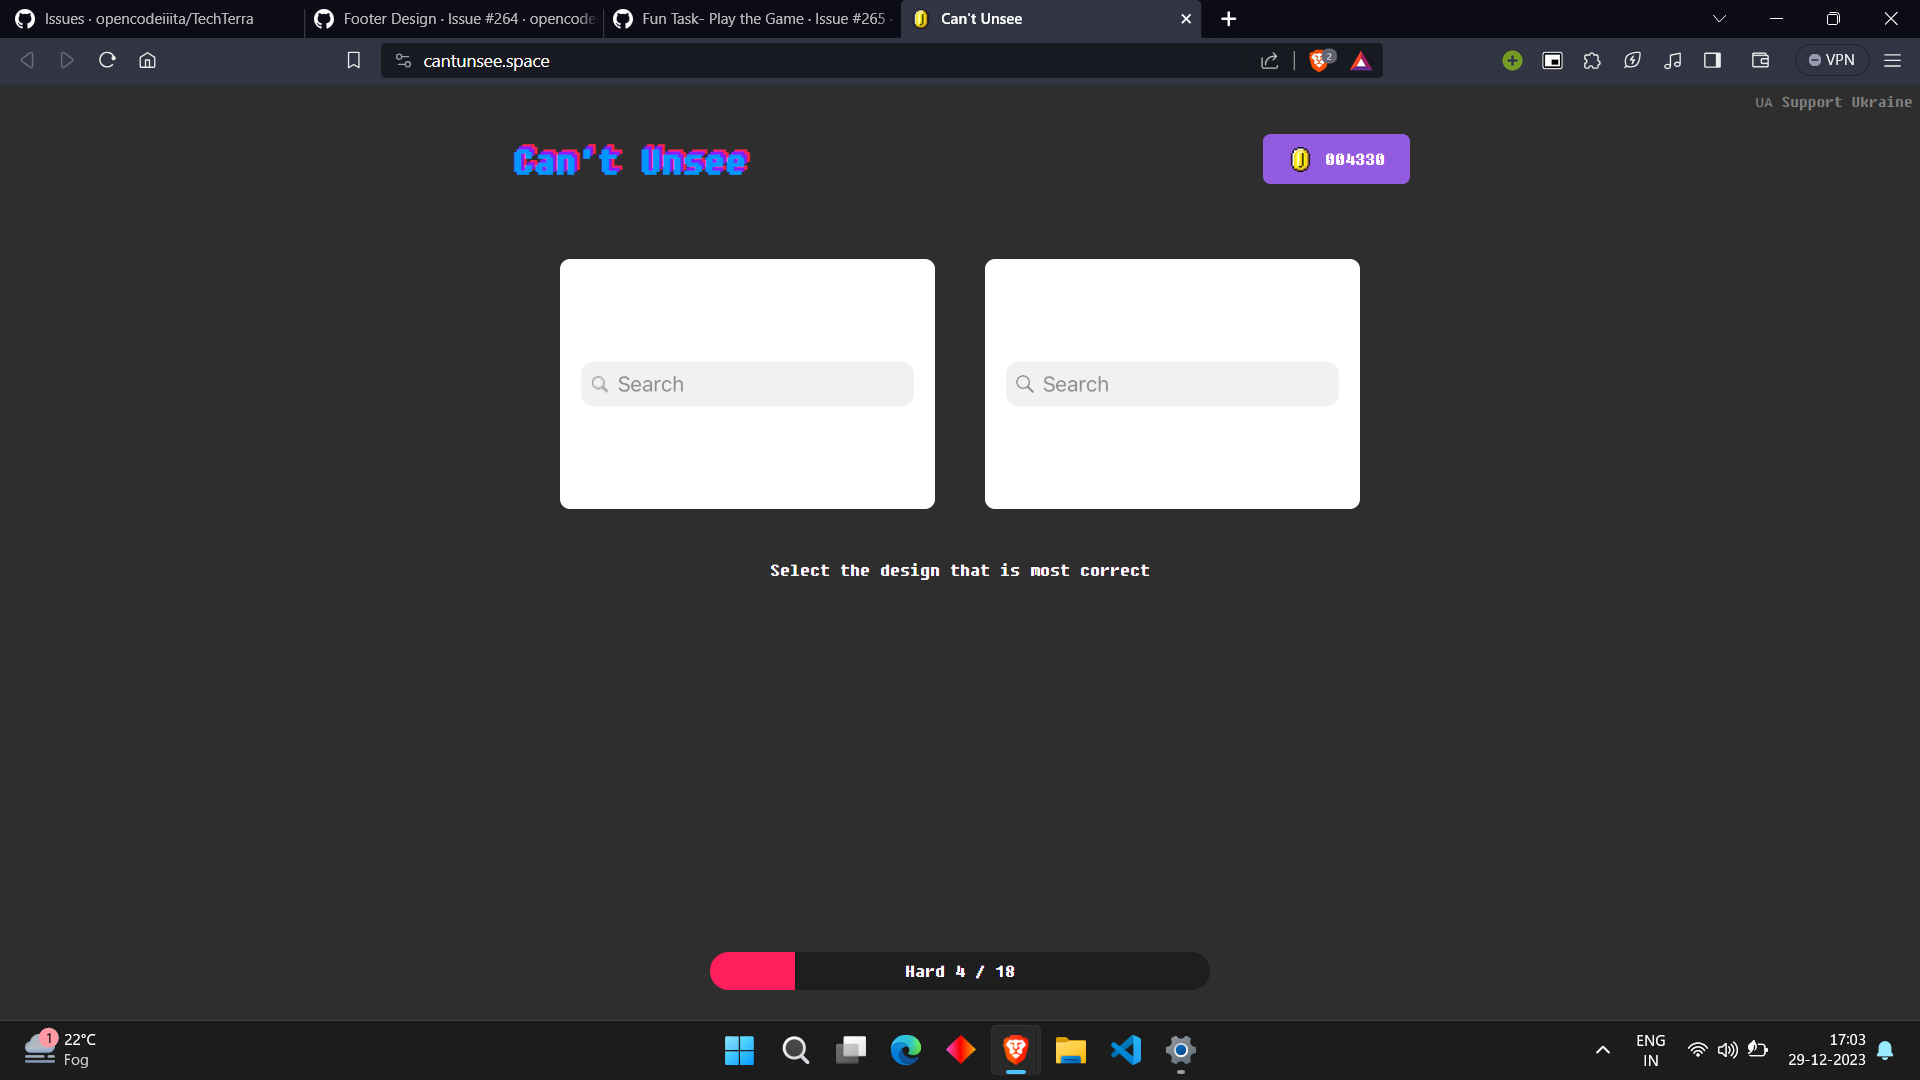 Issues · opencodeiiita/TechTerra
Footer Design · Issue #264 · opencode
Fun Task- Play the Game · Issue #265 ·
Can't Unsee
cantunsee.space
2
VPN
UA Support Ukraine
Can't Unsee
004330
Search
Search
Select the design that is most correct
Hard 4 / 18
1
22°C
Fog
ENG
IN
17:03
29-12-2023